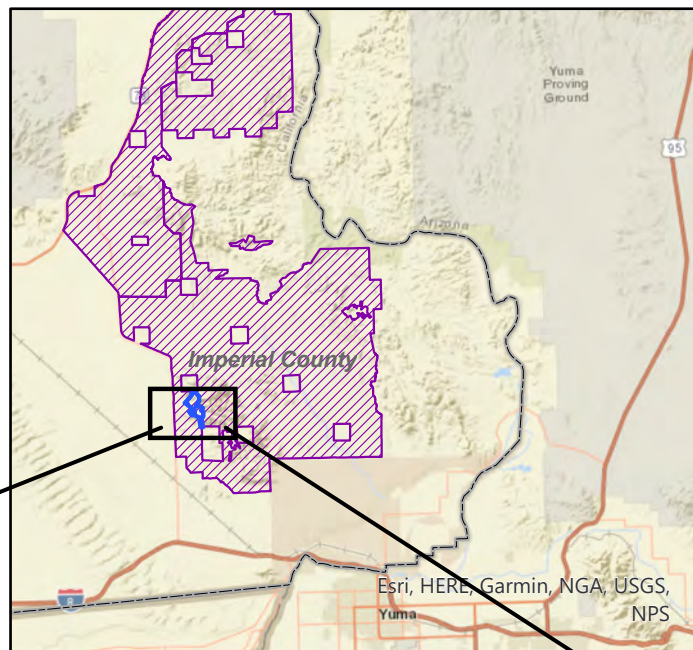 Yuma
Proving
Ground
78
95
California
Arizona
Imperial County
Esri, HERE, Garmin, NGA, USGS,
NPS
8
Yuma